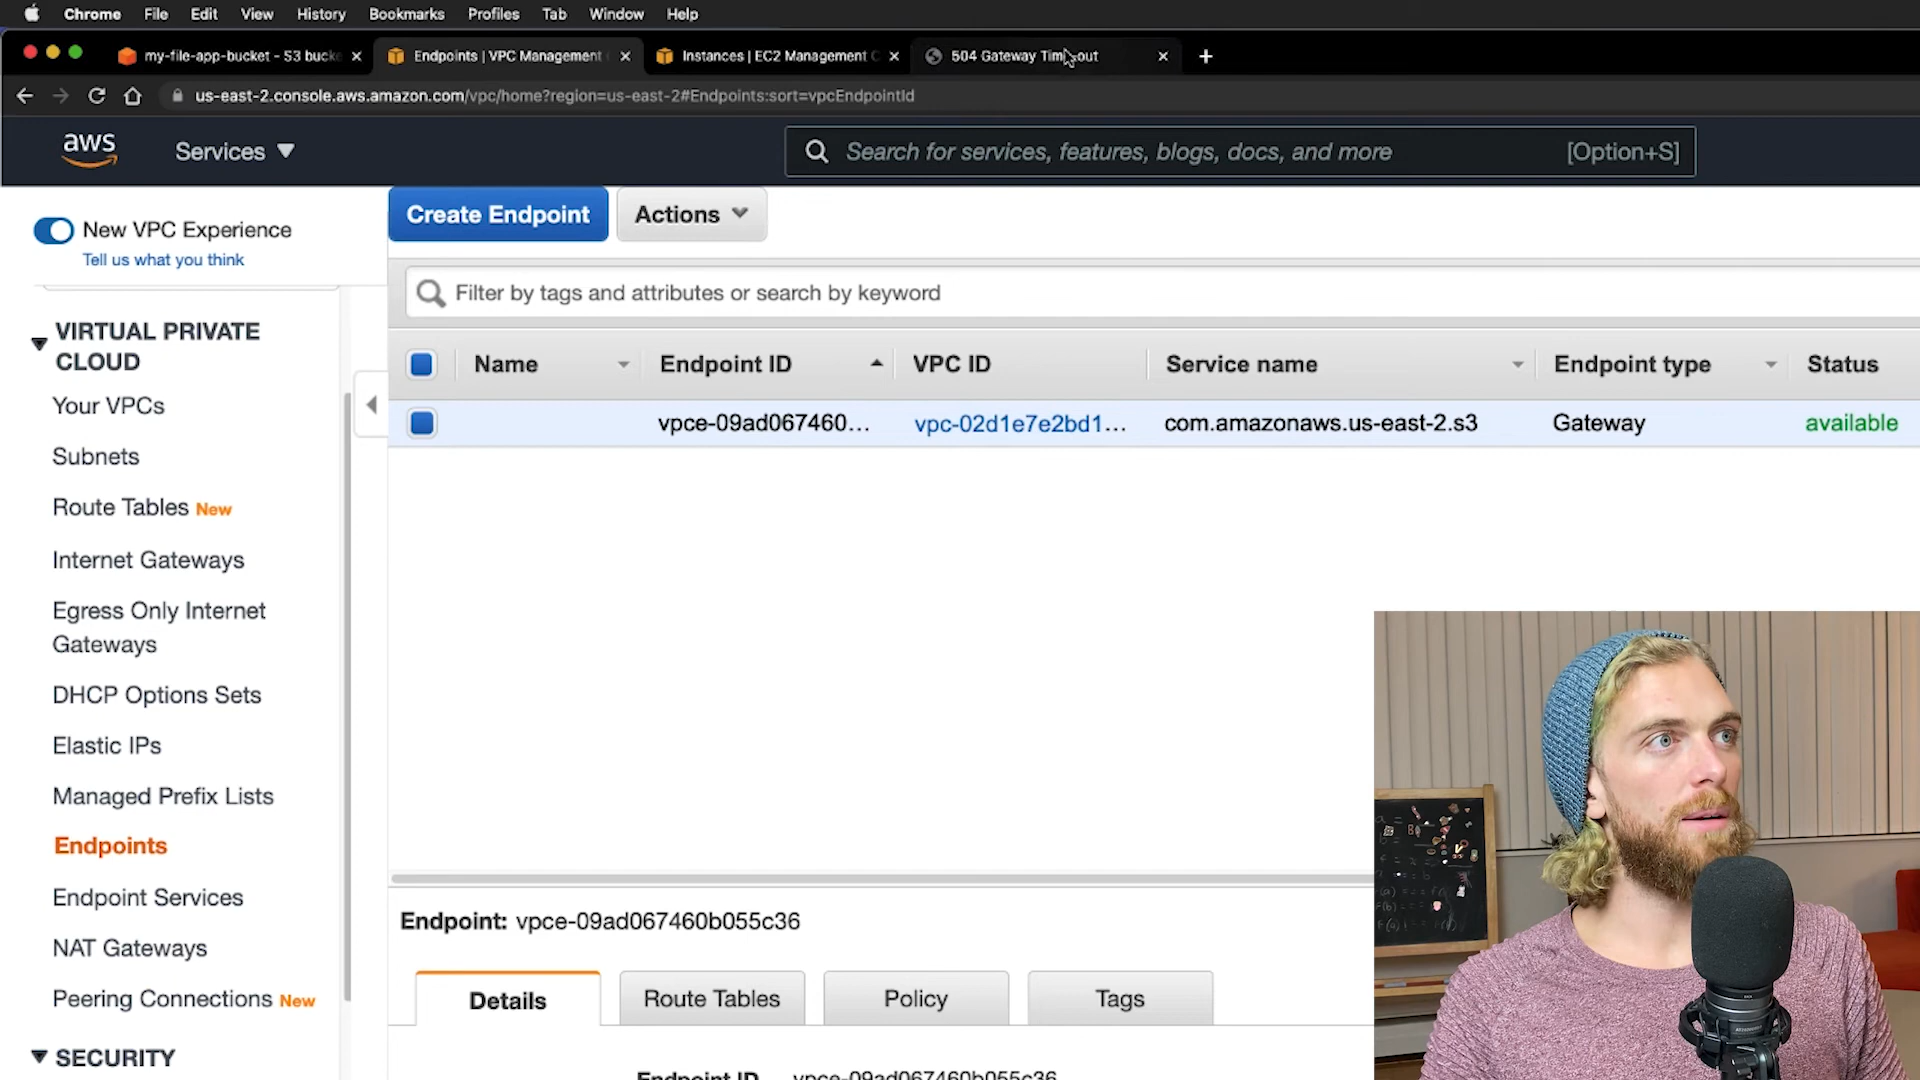 Chrome File Edit View History Bookmarks Profiles Tab Window Help
my-file-app-bucket - S3 bucke
Endpoints | VPC Management
Instances | EC2 Management C
504 Gateway Time-out
us-east-2.console.aws.amazon.com/vpc/home?region=us-east-2#Endpoints:sort=vpcEndpointId
aws
Services
Search for services, features, blogs, docs, and more
[Option+S]
New VPC Experience
Tell us what you think
VIRTUAL PRIVATE
CLOUD
Your VPCs
Subnets
Route Tables New
Internet Gateways
Egress Only Internet
Gateways
DHCP Options Sets
Elastic IPs
Managed Prefix Lists
Endpoints
Endpoint Services
NAT Gateways
Peering Connections New
SECURITY
Create Endpoint
Actions
Filter by tags and attributes or search by keyword
Name Endpoint ID VPC ID Service name Endpoint type Status
vpce-09ad067460... vpc-02d1e7e2bd1... com.amazonaws.us-east-2.s3 Gateway available
Endpoint: vpce-09ad067460b055c36
Details Route Tables Policy Tags
Endpoint ID vpce-09ad067460b055c36